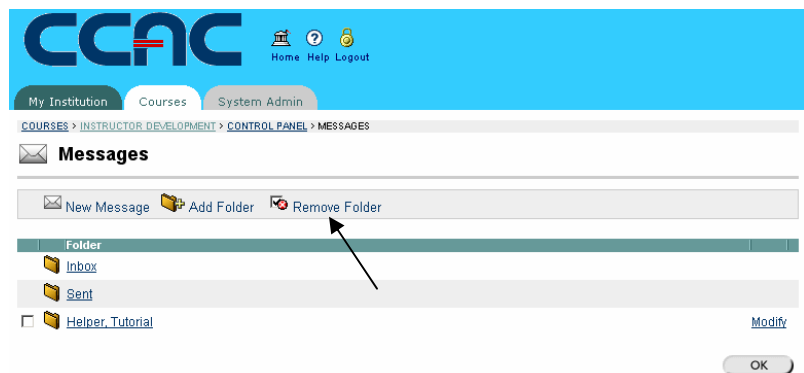 CCAC
Home Help Logout
My Institution Courses System Admin
COURSES > INSTRUCTOR DEVELOPMENT > CONTROL PANEL > MESSAGES
Messages
New Message Add Folder Remove Folder
Folder
Inbox
Sent
Helper, Tutorial Modify
OK